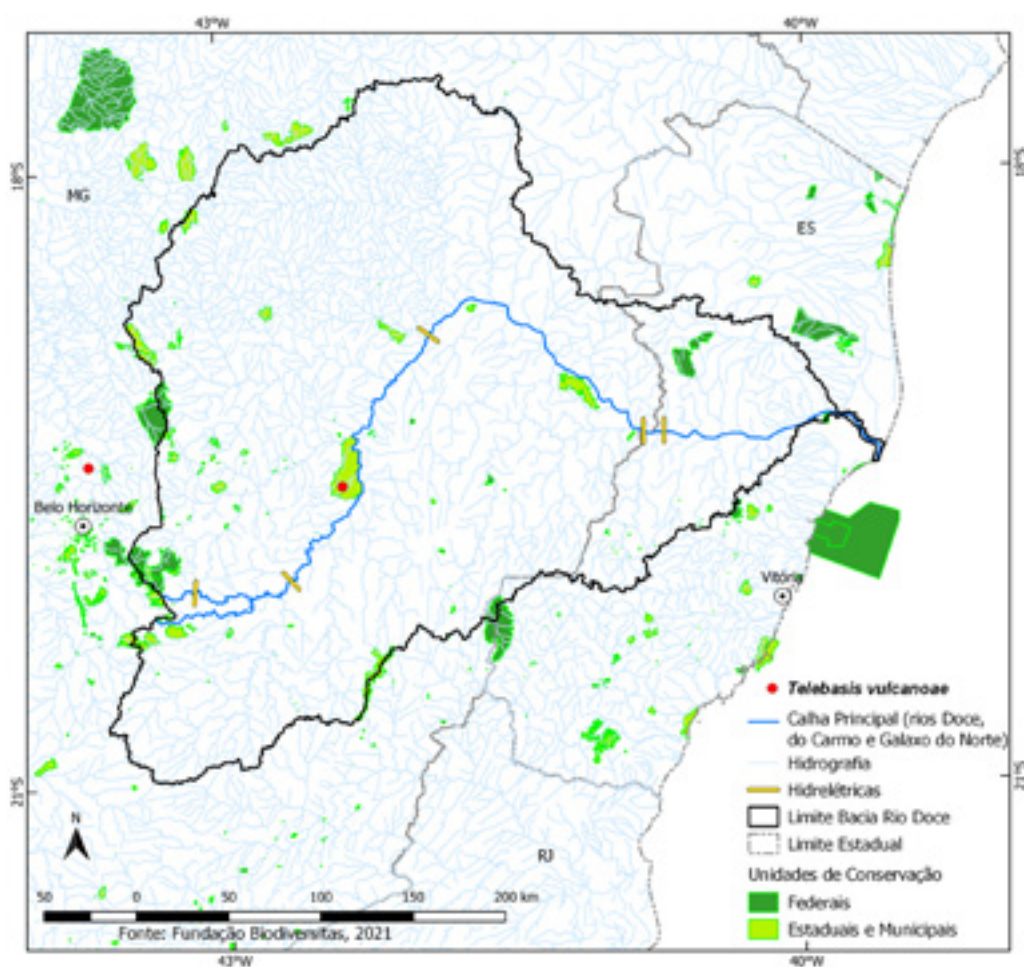 43°W
40°W
18°S
18°S
MG
ES
Belo Horizonte
Vitória
Telebasis vulcanoae
Calha Principal (rios Doce,
do Carmo e Galaxo do Norte)
Hidrografia
Hidrelétricas
Limite Bacia Rio Doce
Limite Estadual
Unidades de Conservação
Federais
Estaduais e Municipais
21°S
21°S
N
RJ
50 0 50 100 150 200 km
Fonte: Fundação Biodiversitas, 2021
43°W
40°W